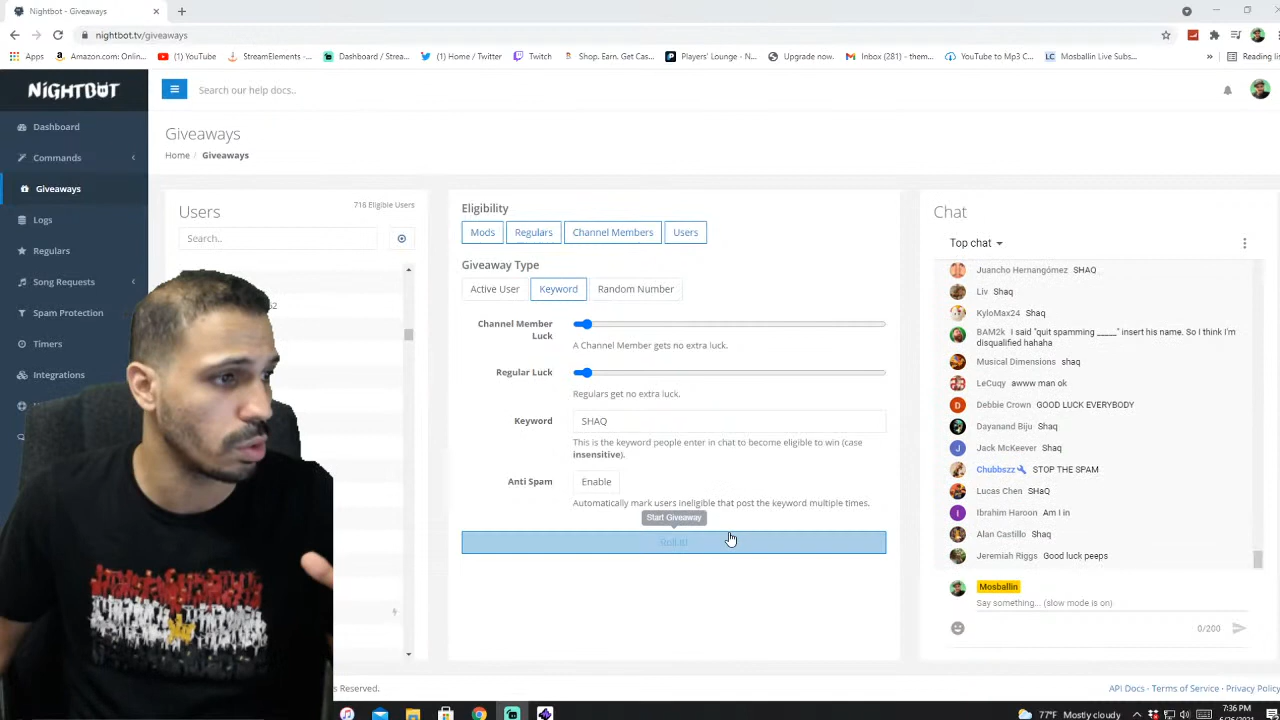 Nightbot - Giveaways
nightbot.tv/giveaways
Apps
Amazon.com: Onlin...
(1) YouTube
StreamElements -...
Dashboard / Strea...
(1) Home / Twitter
Twitch
Shop. Earn. Get Cas...
Players' Lounge - N...
Upgrade now.
Inbox (281) - them...
YouTube to Mp3 C...
Mosballin Live Subs...
»
Reading lis
NIGHTBOT
Search our help docs..
Dashboard
Commands
Giveaways
Logs
Regulars
Song Requests
Spam Protection
Timers
Integrations
Giveaways
Home / Giveaways
Users
716 Eligible Users
Search..
Eligibility
Mods
Regulars
Channel Members
Users
Giveaway Type
Active User
Keyword
Random Number
Channel Member
Luck
A Channel Member gets no extra luck.
Regular Luck
Regulars get no extra luck.
Keyword
SHAQ
This is the keyword people enter in chat to become eligible to win (case
insensitive).
Anti Spam
Enable
Automatically mark users ineligible that post the keyword multiple times.
Start Giveaway
Roll It!
Chat
Top chat
Juancho Hernangómez SHAQ
Liv Shaq
KyloMax24 Shaq
BAM2k I said "quit spamming _____" insert his name. So I think I'm
disqualified hahaha
Musical Dimensions shaq
LeCuqy awww man ok
Debbie Crown GOOD LUCK EVERYBODY
Dayanand Biju Shaq
Jack McKeever Shaq
Chubbszz STOP THE SPAM
Lucas Chen SHaQ
Ibrahim Haroon Am I in
Alan Castillo Shaq
Jeremiah Riggs Good luck peeps
Mosballin
Say something... (slow mode is on)
0/200
s Reserved.
API Docs - Terms of Service - Privacy Policy
77°F Mostly cloudy
7:36 PM